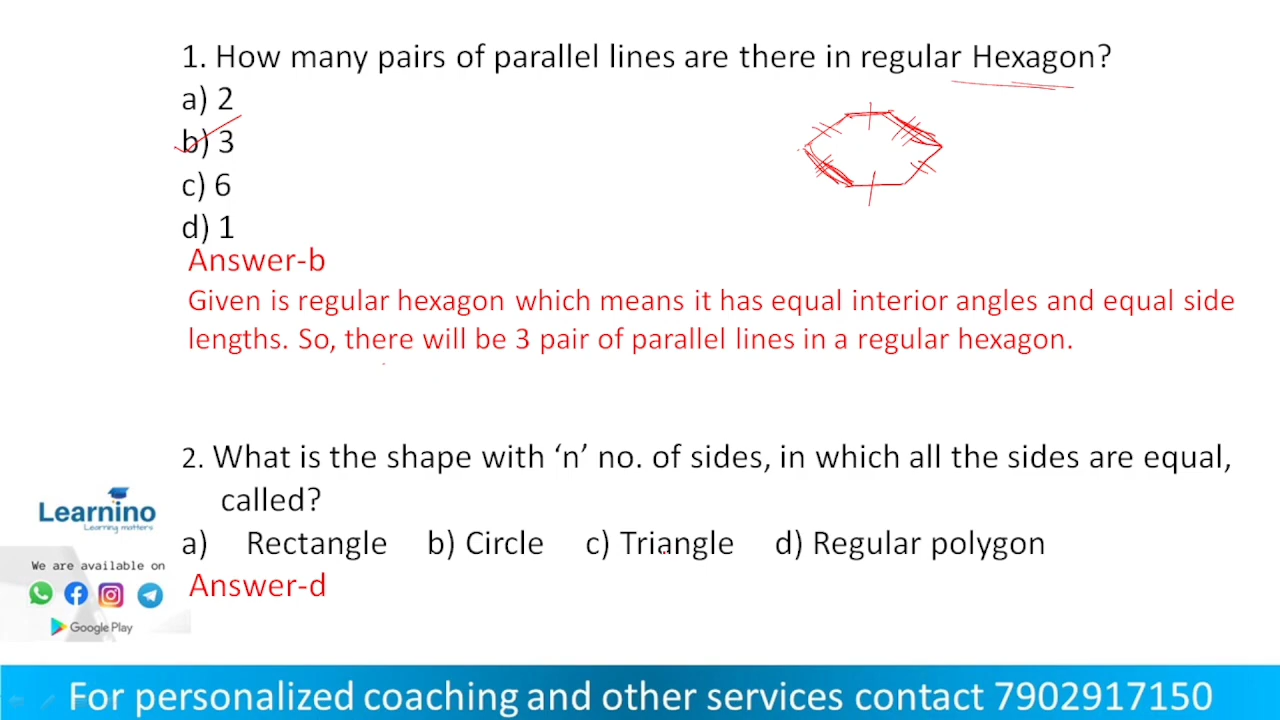 1. How many pairs of parallel lines are there in regular Hexagon?
a) 2
b) 3
c) 6
d) 1
Answer-b
Given is regular hexagon which means it has equal interior angles and equal side
lengths. So, there will be 3 pair of parallel lines in a regular hexagon.
2. What is the shape with ‘n’ no. of sides, in which all the sides are equal,
called?
a) Rectangle b) Circle c) Triangle d) Regular polygon
Answer-d
Learnino
Learning matters
We are available on
Google Play
For personalized coaching and other services contact 7902917150